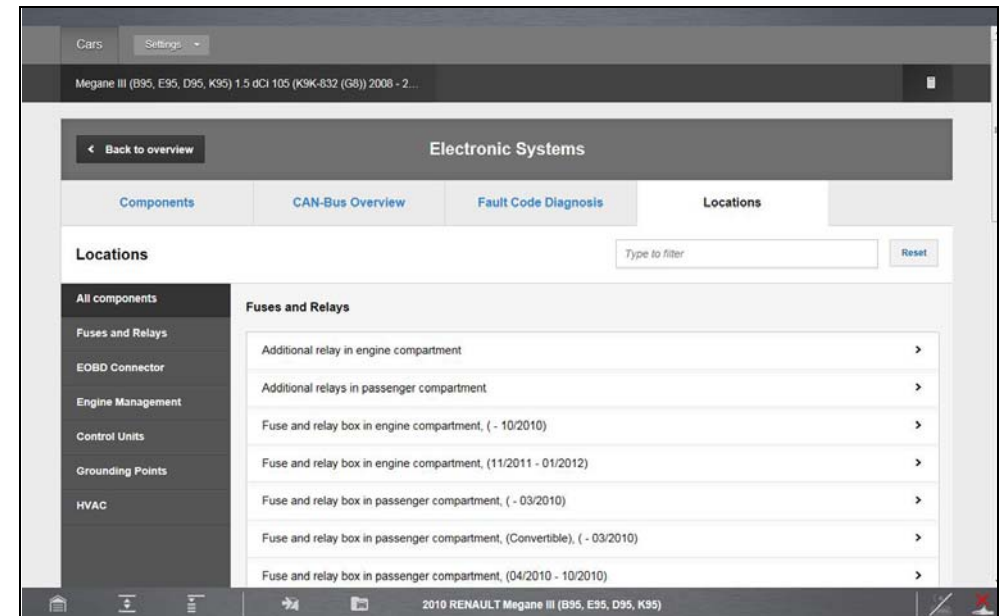 Cars Settings
Megane III (B95, E95, D95, K95) 1.5 dCi 105 (K9K-832 (G8)) 2008 - 2...
Back to overview
Electronic Systems
Components CAN-Bus Overview Fault Code Diagnosis Locations
Locations
Type to filter
Reset
All components
Fuses and Relays
EOBD Connector
Engine Management
Control Units
Grounding Points
HVAC
Fuses and Relays
Additional relay in engine compartment
Additional relays in passenger compartment
Fuse and relay box in engine compartment, ( - 10/2010)
Fuse and relay box in engine compartment, (11/2011 - 01/2012)
Fuse and relay box in passenger compartment, ( - 03/2010)
Fuse and relay box in passenger compartment, (Convertible), ( - 03/2010)
Fuse and relay box in passenger compartment, (04/2010 - 10/2010)
2010 RENAULT Megane III (B95, E95, D95, K95)